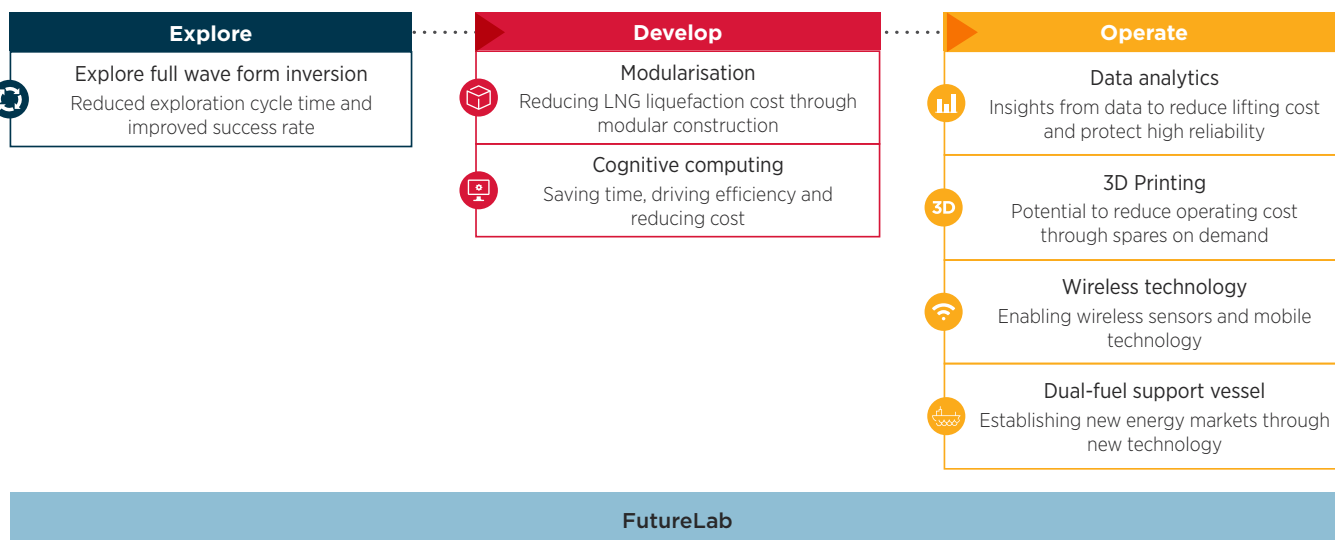 Explore
Explore full wave form inversion
Reduced exploration cycle time and
improved success rate
Develop
Modularisation
Reducing LNG liquefaction cost through
modular construction
Cognitive computing
Saving time, driving efficiency and
reducing cost
Operate
Data analytics
Insights from data to reduce lifting cost
and protect high reliability
3D
3D Printing
Potential to reduce operating cost
through spares on demand
Wireless technology
Enabling wireless sensors and mobile
technology
Dual-fuel support vessel
Establishing new energy markets through
new technology
FutureLab